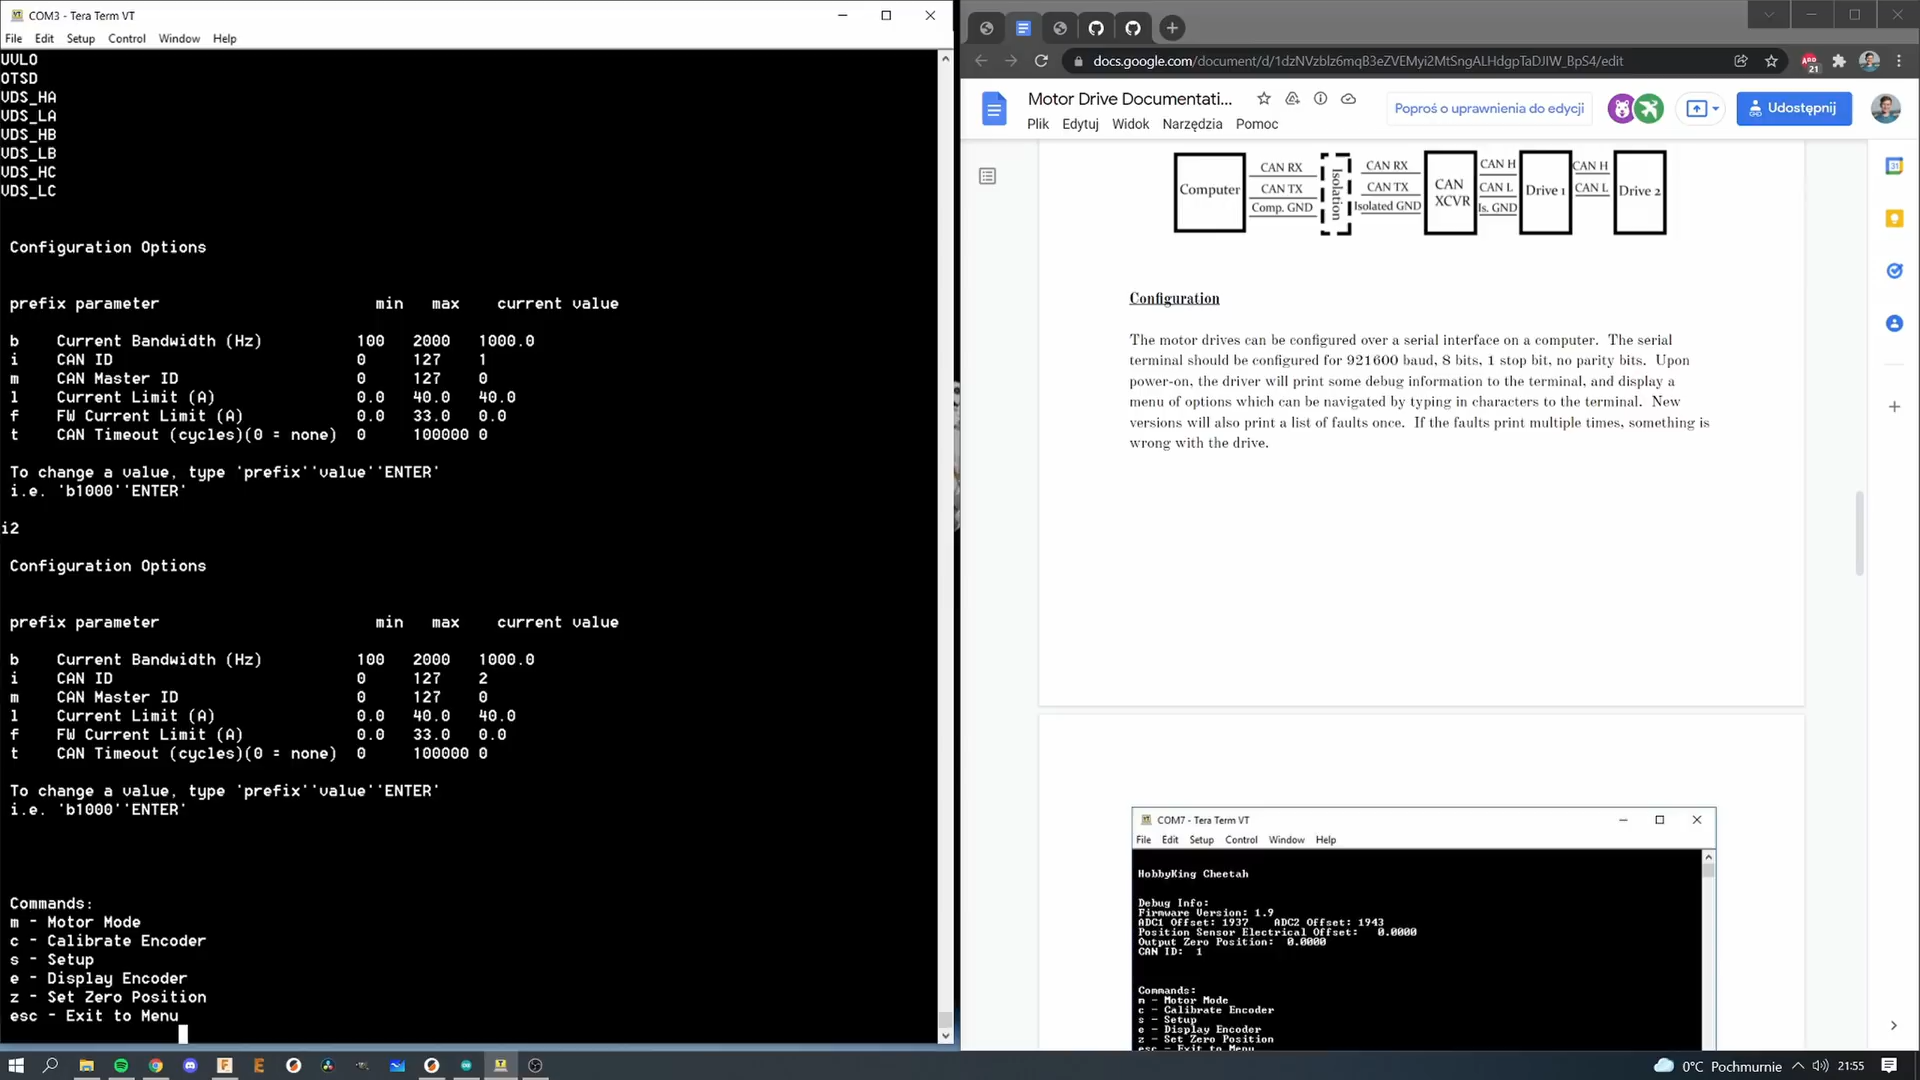 COM3 - Tera Term VT
File Edit Setup Control Window Help
UVLO
OTSD
VDS_HA
VDS_LA
VDS_HB
VDS_LB
VDS_HC
VDS_LC
Configuration Options
prefix parameter min max current value
b Current Bandwidth (Hz) 100 2000 1000.0
i CAN ID 0 127 1
m CAN Master ID 0 127 0
l Current Limit (A) 0.0 40.0 40.0
f FW Current Limit (A) 0.0 33.0 0.0
t CAN Timeout (cycles)(0 = none) 0 100000 0
To change a value, type 'prefix''value''ENTER'
i.e. 'b1000''ENTER'
i2
Configuration Options
prefix parameter min max current value
b Current Bandwidth (Hz) 100 2000 1000.0
i CAN ID 0 127 2
m CAN Master ID 0 127 0
l Current Limit (A) 0.0 40.0 40.0
f FW Current Limit (A) 0.0 33.0 0.0
t CAN Timeout (cycles)(0 = none) 0 100000 0
To change a value, type 'prefix''value''ENTER'
i.e. 'b1000''ENTER'
Commands:
m - Motor Mode
c - Calibrate Encoder
s - Setup
e - Display Encoder
z - Set Zero Position
esc - Exit to Menu
docs.google.com/document/d/1dzNVzblz6mqB3eZVEMyi2MtSngALHdgpTaDJIW_BpS4/edit
21
Motor Drive Documentati...
Plik Edytuj Widok Narzędzia Pomoc
Poproś o uprawnienia do edycji
Udostępnij
Computer
CAN RX
CAN TX
Comp. GND
Isolation
CAN RX
CAN TX
Isolated GND
CAN XCVR
CAN H
CAN L
Is. GND
Drive 1
CAN H
CAN L
Drive 2
Configuration
The motor drives can be configured over a serial interface on a computer. The serial
terminal should be configured for 921600 baud, 8 bits, 1 stop bit, no parity bits. Upon
power-on, the driver will print some debug information to the terminal, and display a
menu of options which can be navigated by typing in characters to the terminal. New
versions will also print a list of faults once. If the faults print multiple times, something is
wrong with the drive.
COM7 - Tera Term VT
File Edit Setup Control Window Help
HobbyKing Cheetah
Debug Info:
Firmware Version: 1.9
ADC1 Offset: 1937 ADC2 Offset: 1943
Position Sensor Electrical Offset: 0.0000
Output Zero Position: 0.0000
CAN ID: 1
Commands:
m - Motor Mode
c - Calibrate Encoder
s - Setup
e - Display Encoder
z - Set Zero Position
esc - Exit to Menu
0°C Pochmurnie
21:55